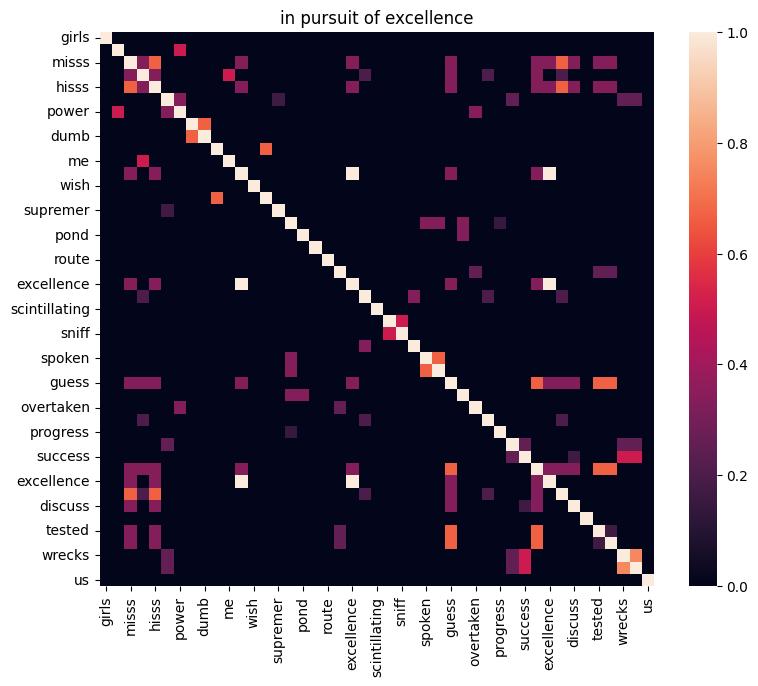 in pursuit of excellence
girls
misss
hisss
power
dumb
me
wish
supremer
pond
route
excellence
scintillating
sniff
spoken
guess
overtaken
progress
success
excellence
discuss
tested
wrecks
us
1.0
0.8
0.6
0.4
0.2
0.0
girls
misss
hisss
power
dumb
me
wish
supremer
pond
route
excellence
scintillating
sniff
spoken
guess
overtaken
progress
success
excellence
discuss
tested
wrecks
us